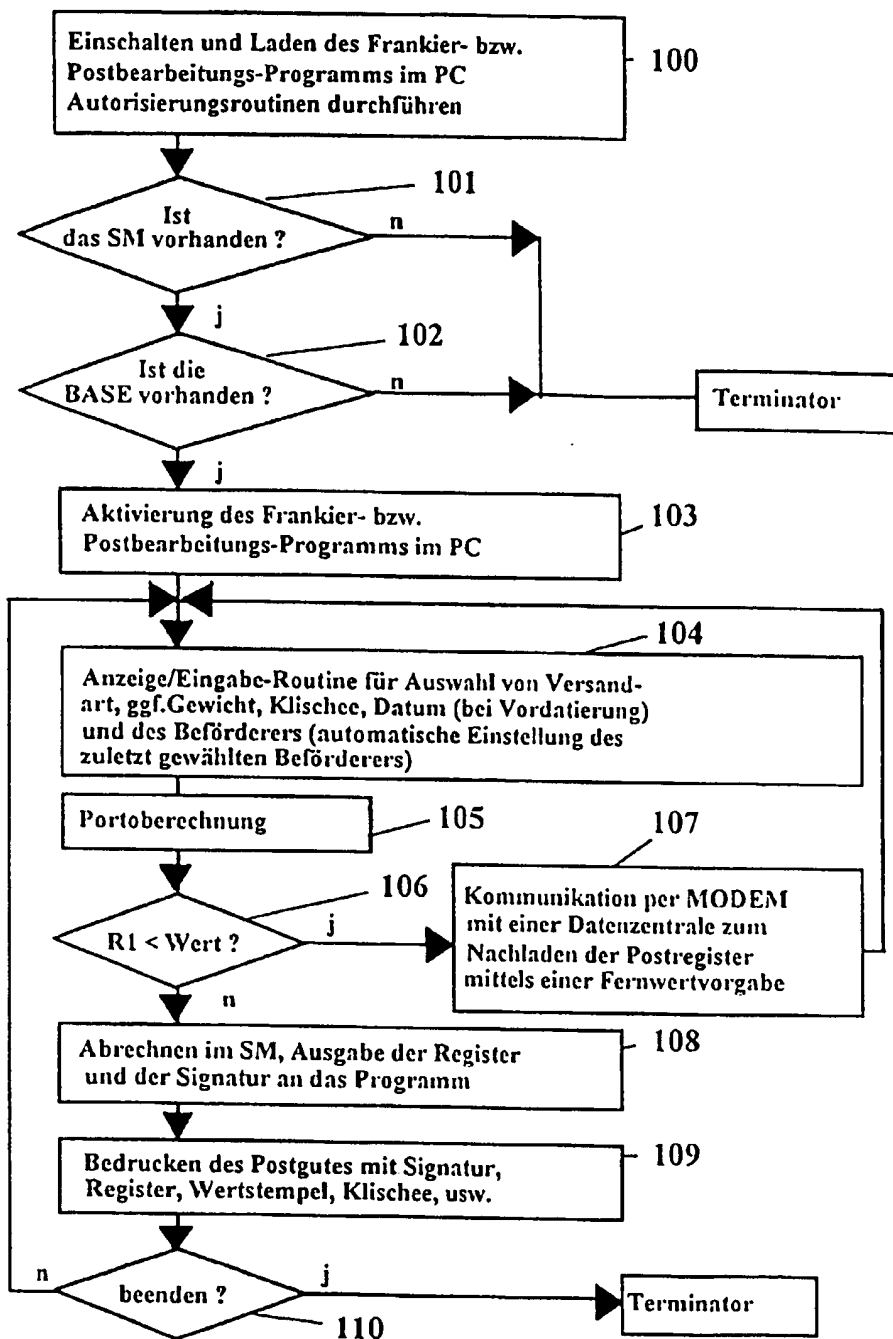 Einschalten und Laden des Frankier- bzw.
Postbearbeitungs-Programms im PC
Autorisierungsroutinen durchführen
100
101
Ist
das SM vorhanden ?
n
j
102
Ist die
BASE vorhanden ?
n
Terminator
j
Aktivierung des Frankier- bzw.
Postbearbeitungs-Programms im PC
103
104
Anzeige/Eingabe-Routine für Auswahl von Versand-
art, ggf.Gewicht, Klischee, Datum (bei Vordatierung)
und des Beförderers (automatische Einstellung des
zuletzt gewählten Beförderers)
Portoberechnung
105
107
106
R1 < Wert ?
j
Kommunikation per MODEM
mit einer Datenzentrale zum
Nachladen der Postregister
mittels einer Fernwertvorgabe
n
Abrechnen im SM, Ausgabe der Register
und der Signatur an das Programm
108
Bedrucken des Postgutes mit Signatur,
Register, Wertstempel, Klischee, usw.
109
n
beenden ?
j
Terminator
110